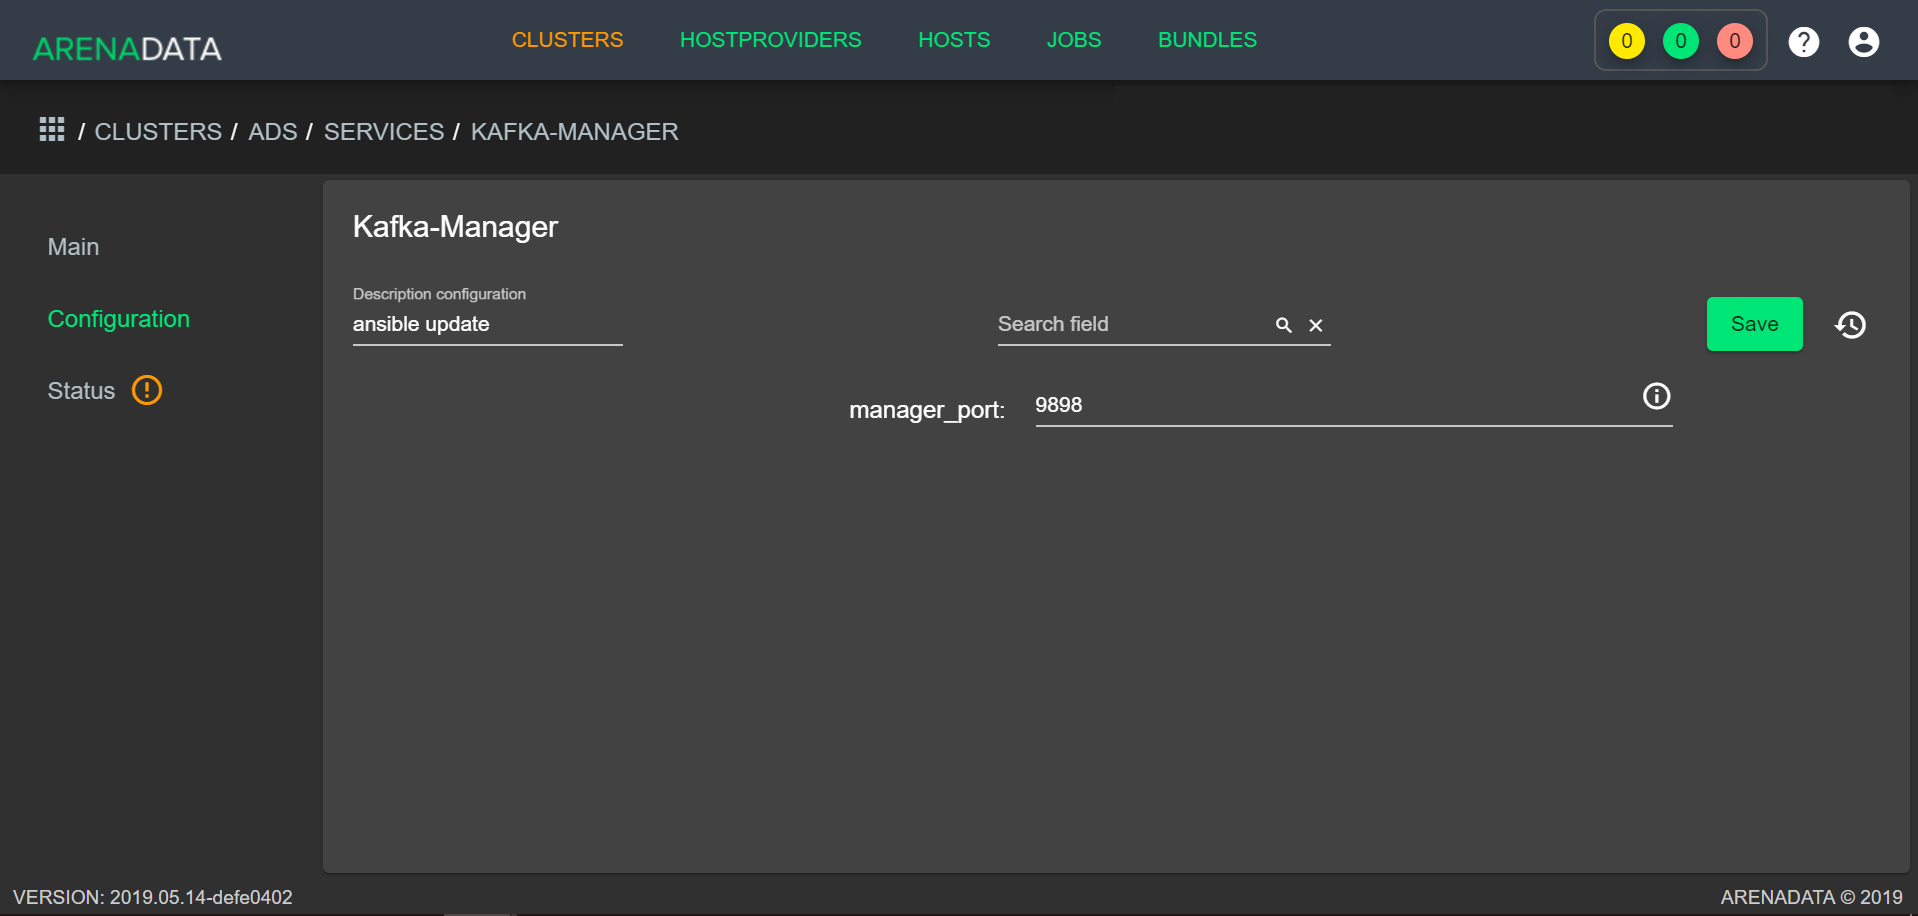 ARENADATA CLUSTERS HOSTPROVIDERS HOSTS JOBS BUNDLES 0 0 0
/ CLUSTERS / ADS / SERVICES / KAFKA-MANAGER
Main
Configuration
Status
Kafka-Manager
Description configuration
ansible update Search field Save
manager_port: 9898
VERSION: 2019.05.14-defe0402 ARENADATA © 2019